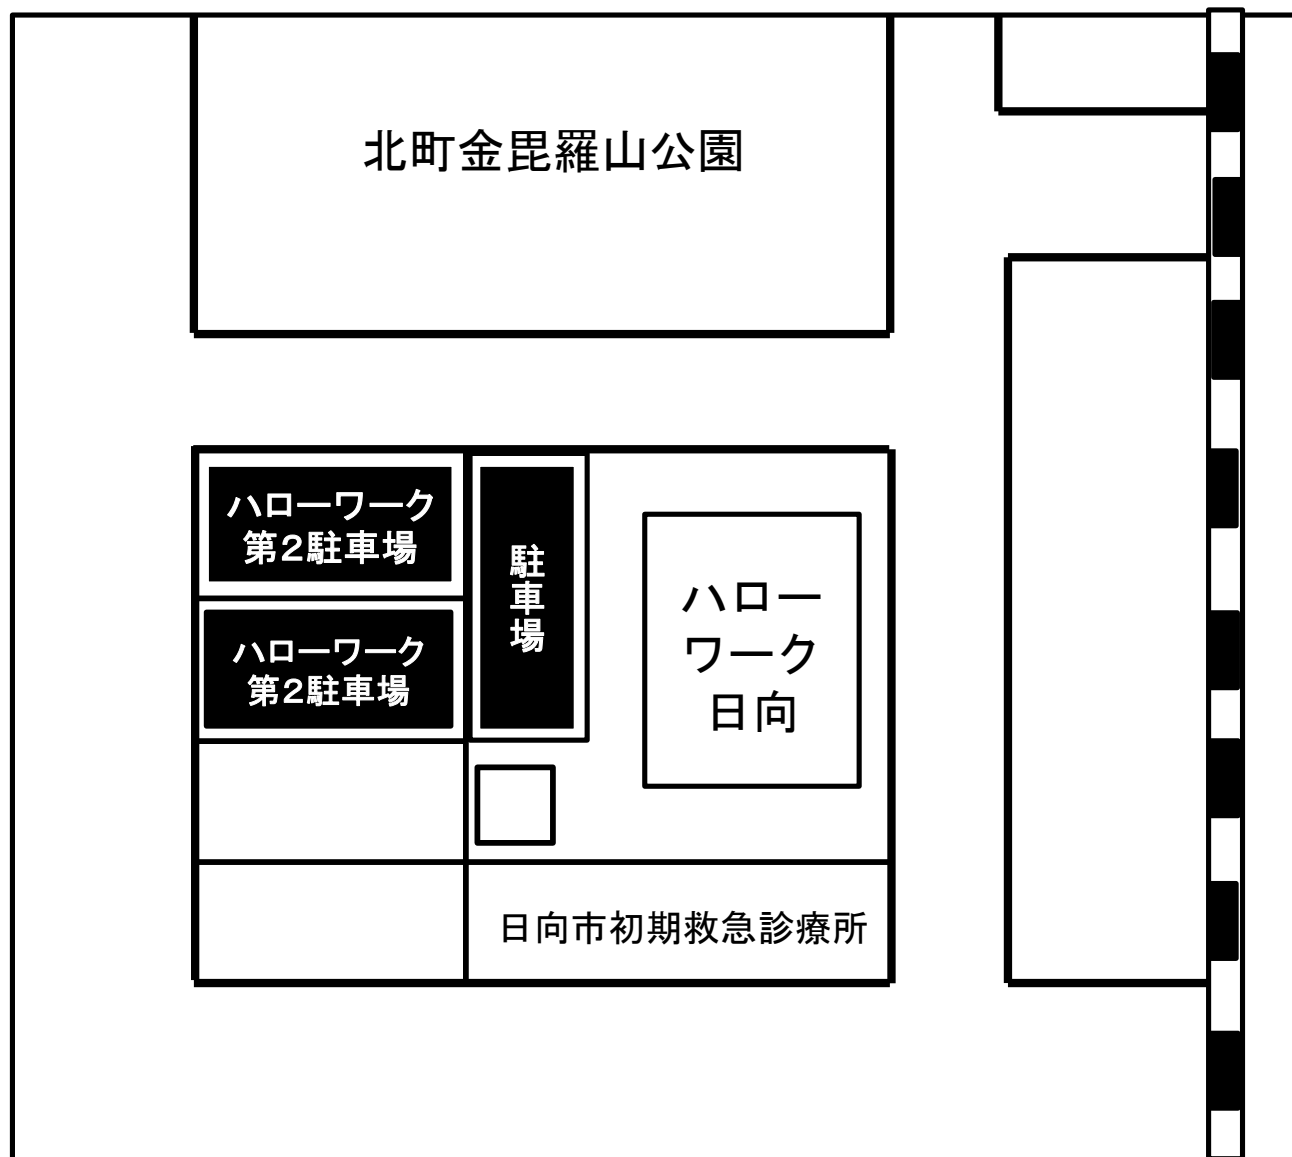 北町金毘羅山公園
ハローワーク
第2駐車場
駐車場
ハロー
ワーク
日向
ハローワーク
第2駐車場
日向市初期救急診療所